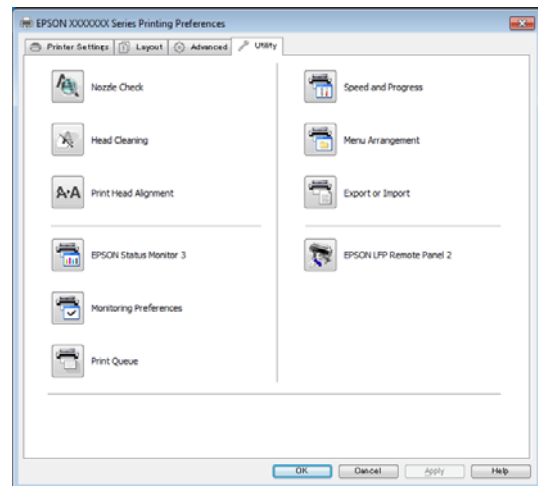 EPSON XXXXXXX Series Printing Preferences
Printer Settings
Layout
Advanced
Utility
Nozzle Check
Speed and Progress
Head Cleaning
Menu Arrangement
A·A
Print Head Alignment
Export or Import
EPSON Status Monitor 3
EPSON LFP Remote Panel 2
Monitoring Preferences
Print Queue
OK
Cancel
Apply
Help